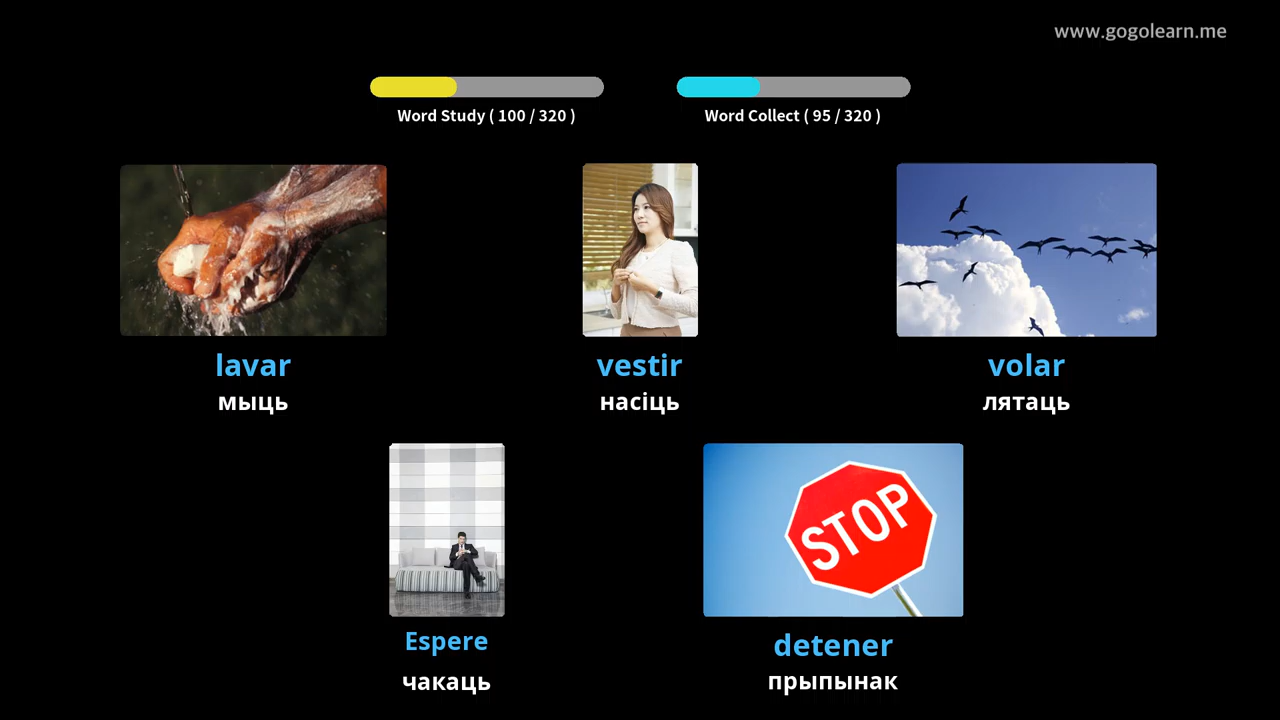 www.gogolearn.me
Word Study ( 100 / 320 )
Word Collect ( 95 / 320 )
lavar
мыць
vestir
насіць
volar
лятаць
STOP
Espere
чакаць
detener
прыпынак